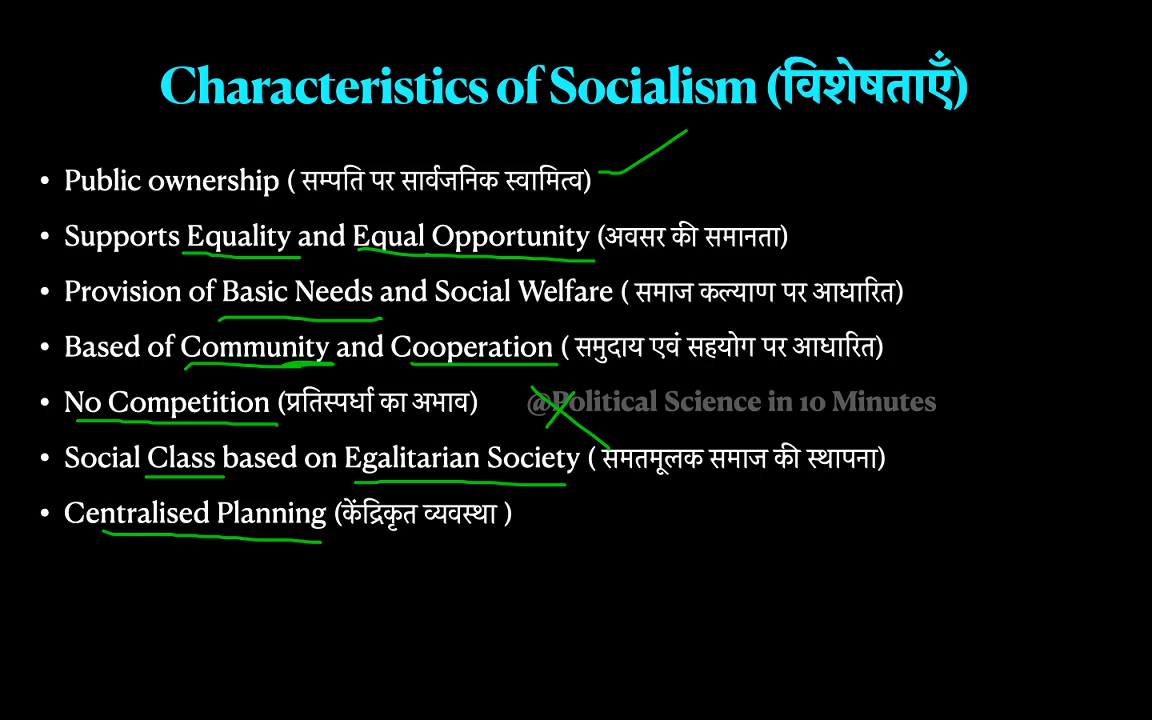 Characteristics of Socialism (विशेषताएँ)
• Public ownership ( सम्पति पर सार्वजनिक स्वामित्व)
• Supports Equality and Equal Opportunity (अवसर की समानता)
• Provision of Basic Needs and Social Welfare ( समाज कल्याण पर आधारित)
• Based of Community and Cooperation ( समुदाय एवं सहयोग पर आधारित)
• No Competition (प्रतिस्पर्धा का अभाव) @Political Science in 10 Minutes
• Social Class based on Egalitarian Society ( समतमूलक समाज की स्थापना)
• Centralised Planning (केंद्रिकृत व्यवस्था )